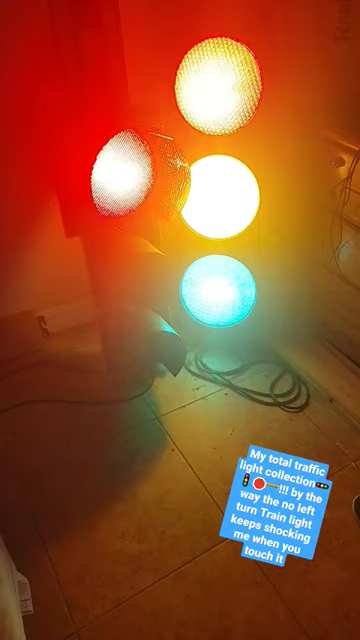 My total traffic
light collection🚥
🚦🛑🚥!!! by the
way the no left
turn Train light
keeps shocking
me when you
touch it